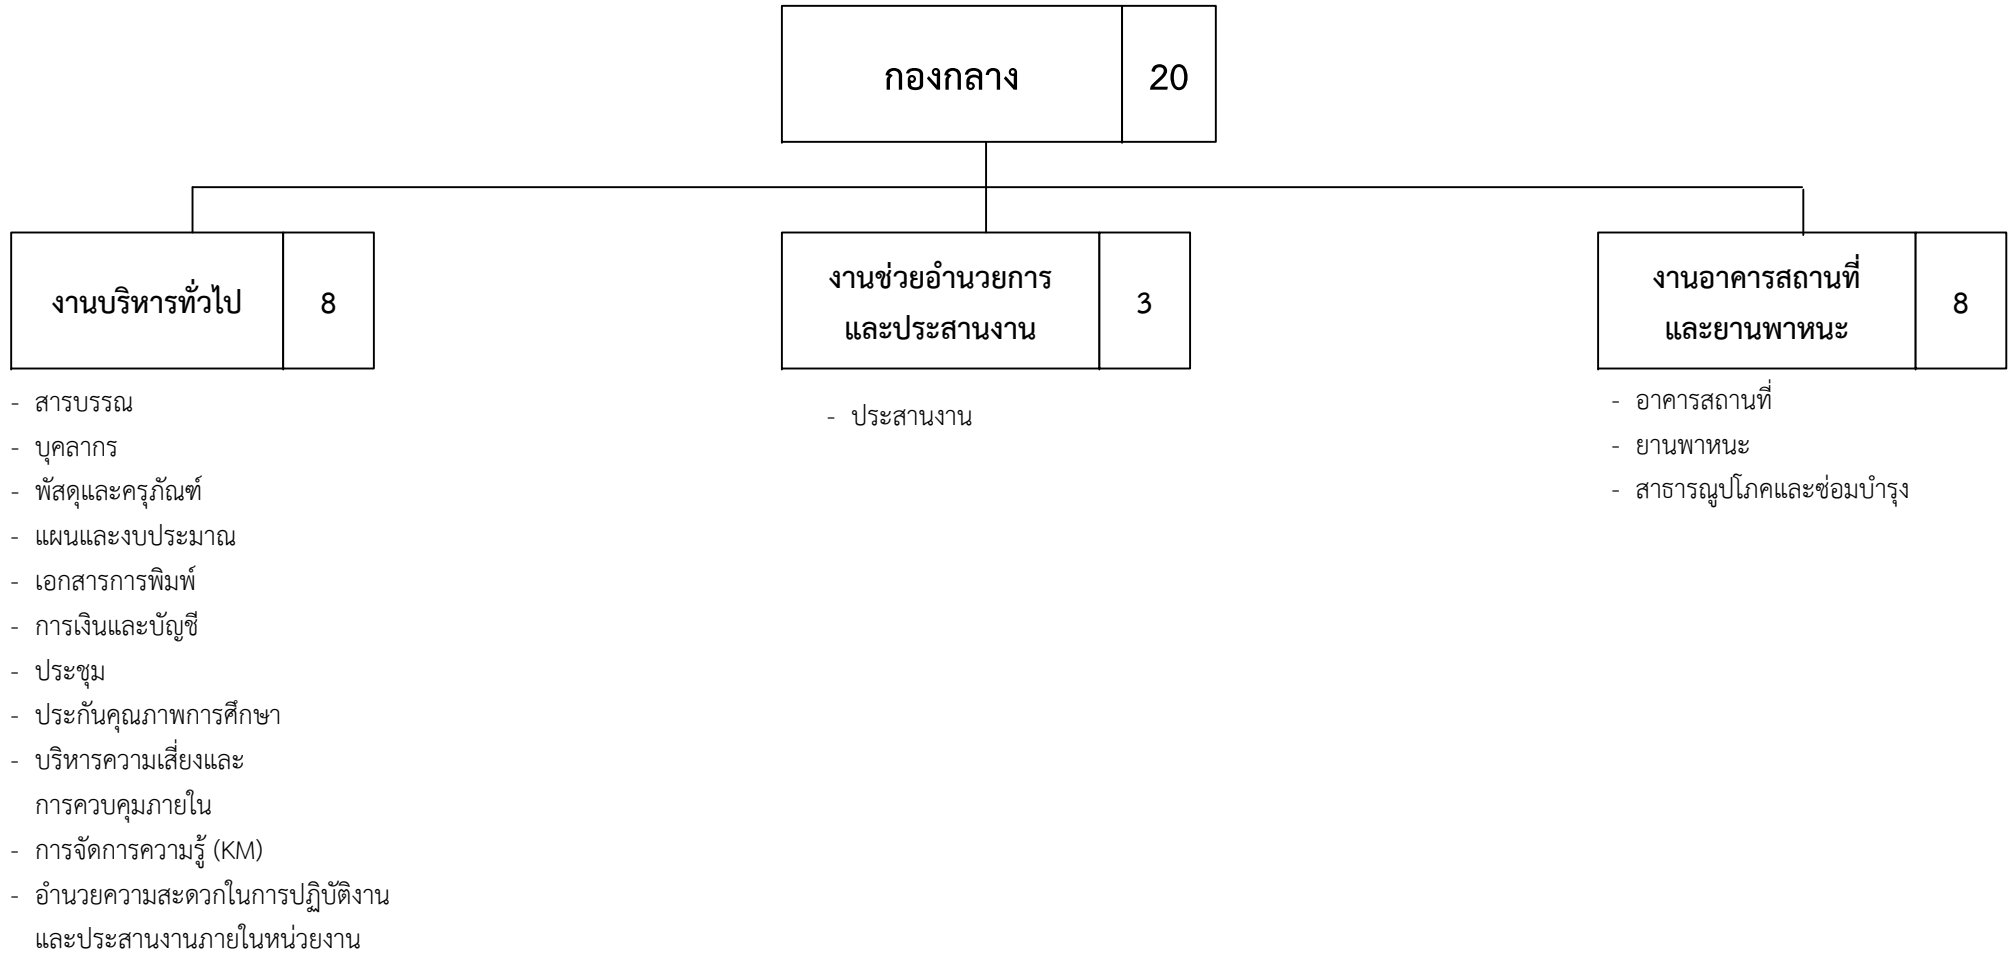 กองกลาง 20
งานบริหารทั่วไป 8
- สารบรรณ
- บุคลากร
- พัสดุและครุภัณฑ์
- แผนและงบประมาณ
- เอกสารการพิมพ์
- การเงินและบัญชี
- ประชุม
- ประกันคุณภาพการศึกษา
- บริหารความเสี่ยงและ
การควบคุมภายใน
- การจัดการความรู้ (KM)
- อำนวยความสะดวกในการปฏิบัติงาน
และประสานงานภายในหน่วยงาน
งานช่วยอำนวยการ
และประสานงาน
3
- ประสานงาน
งานอาคารสถานที่
และยานพาหนะ
8
- อาคารสถานที่
- ยานพาหนะ
- สาธารณูปโภคและซ่อมบำรุง